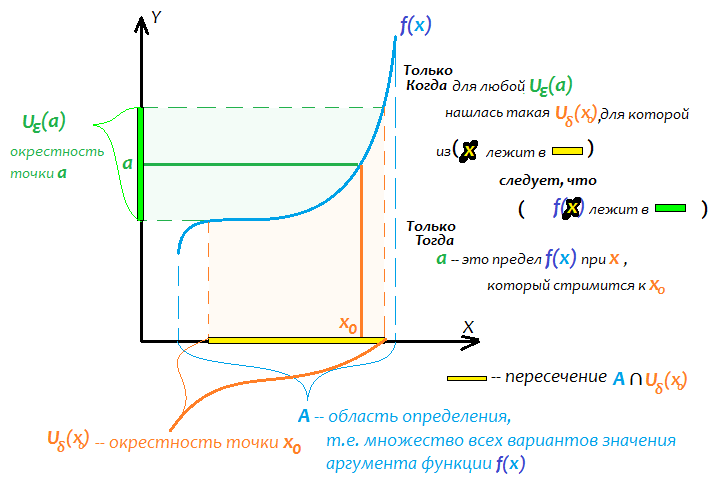 Y
f(x)
Только
Когда для любой Uε(a)
нашлась такая Uδ(x₀), для которой
из( x лежит в )
следует, что
( f(x) лежит в )
Только
Тогда
a -- это предел f(x) при x ,
который стримится к x₀
Uε(a)
окрестность
точки a
a
x₀
X
-- пересечение A ∩ Uδ(x₀)
A -- область определения,
т.е. множество всех вариантов значения
аргумента функции f(x)
Uδ(x₀) -- окрестность точки x₀